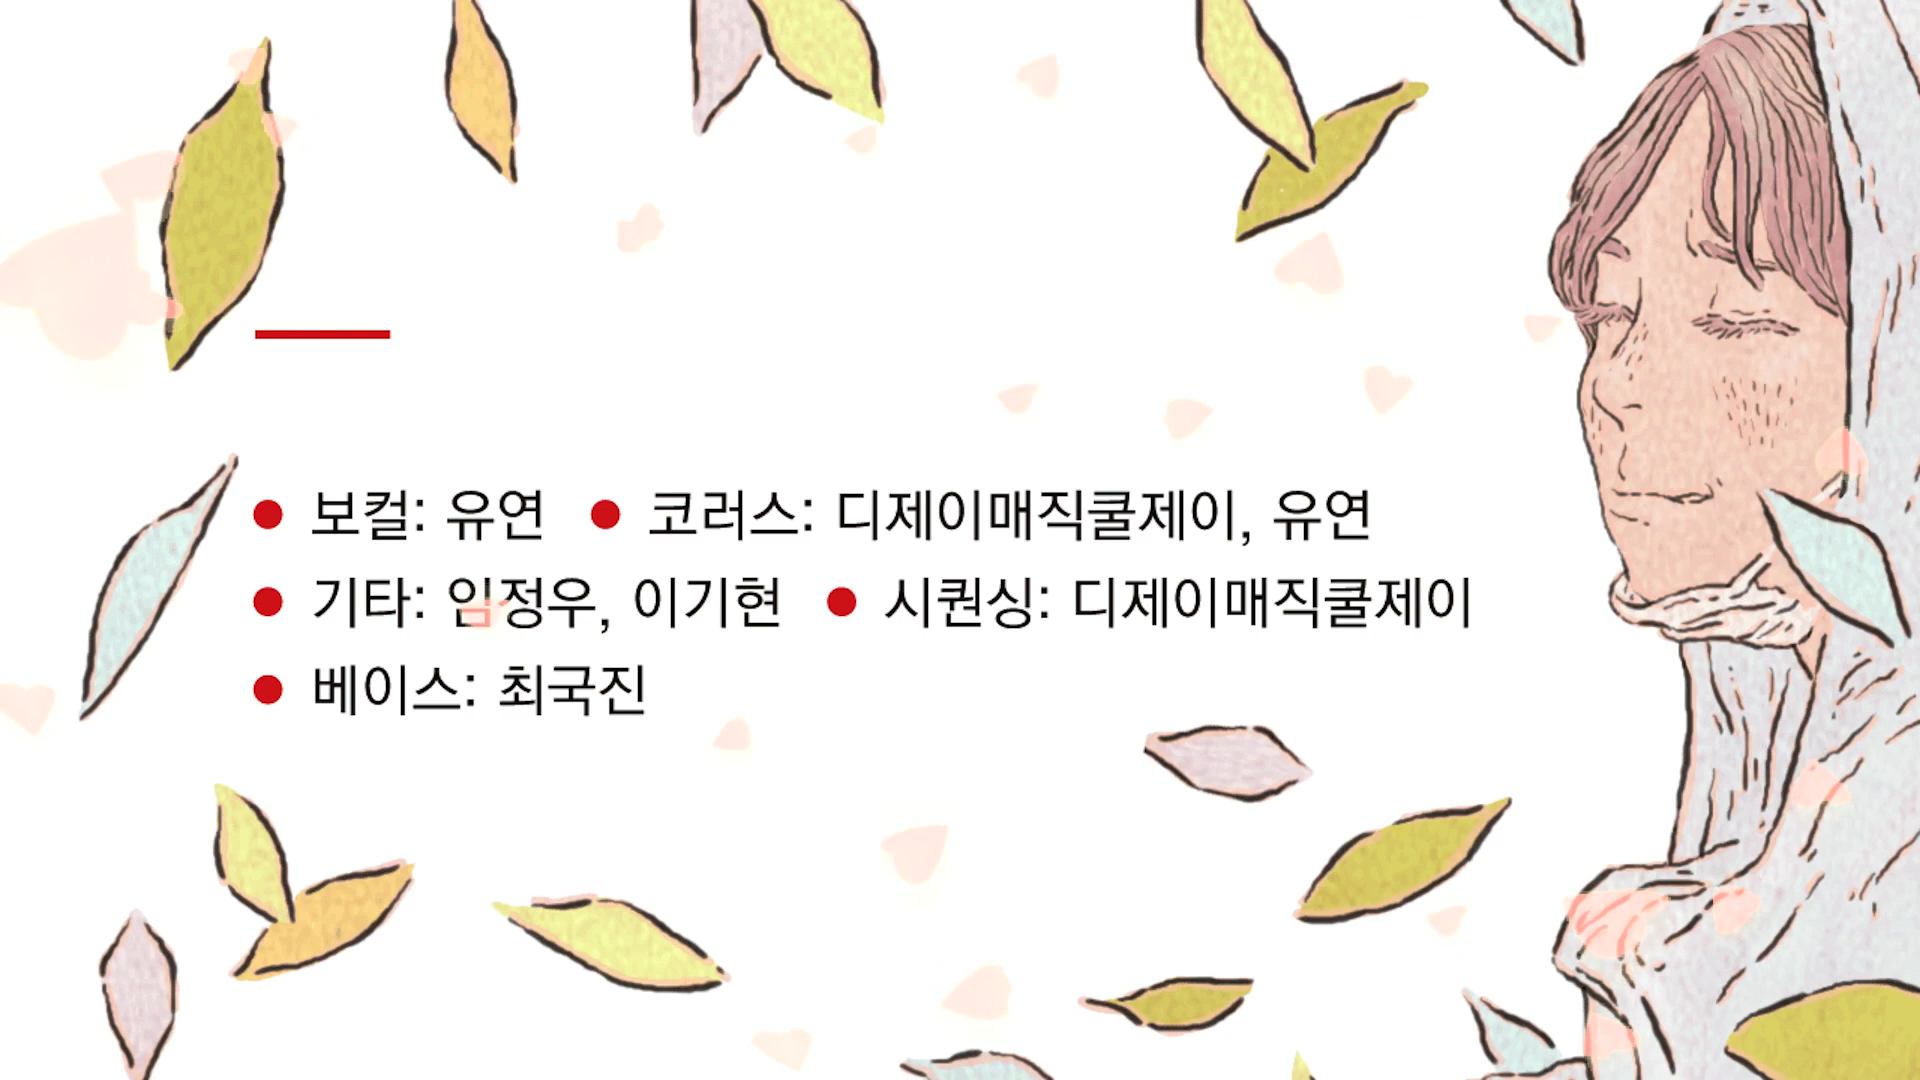 ● 보컬: 유연 ● 코러스: 디제이매직쿨제이, 유연
● 기타: 임정우, 이기현 ● 시퀀싱: 디제이매직쿨제이
● 베이스: 최국진